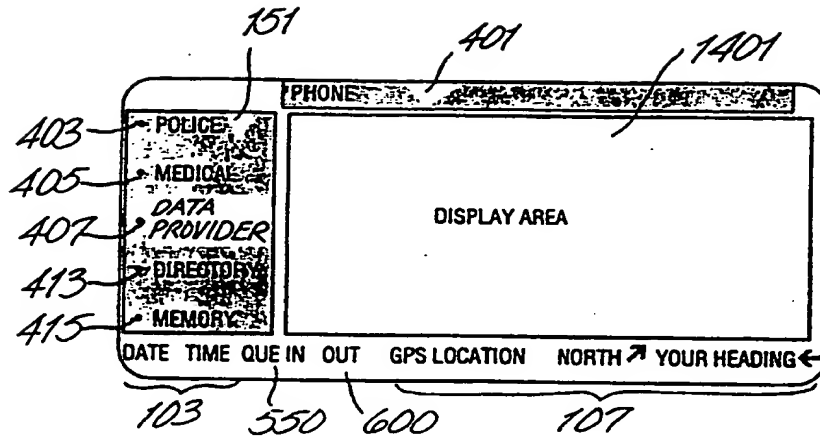 151
401
1401
PHONE
403
POLICE
405
MEDICAL
407
DATA
PROVIDER
DISPLAY AREA
413
DIRECTORY
415
MEMORY
DATE TIME QUE IN OUT GPS LOCATION NORTH ↗ YOUR HEADING ←
103 550 600 107